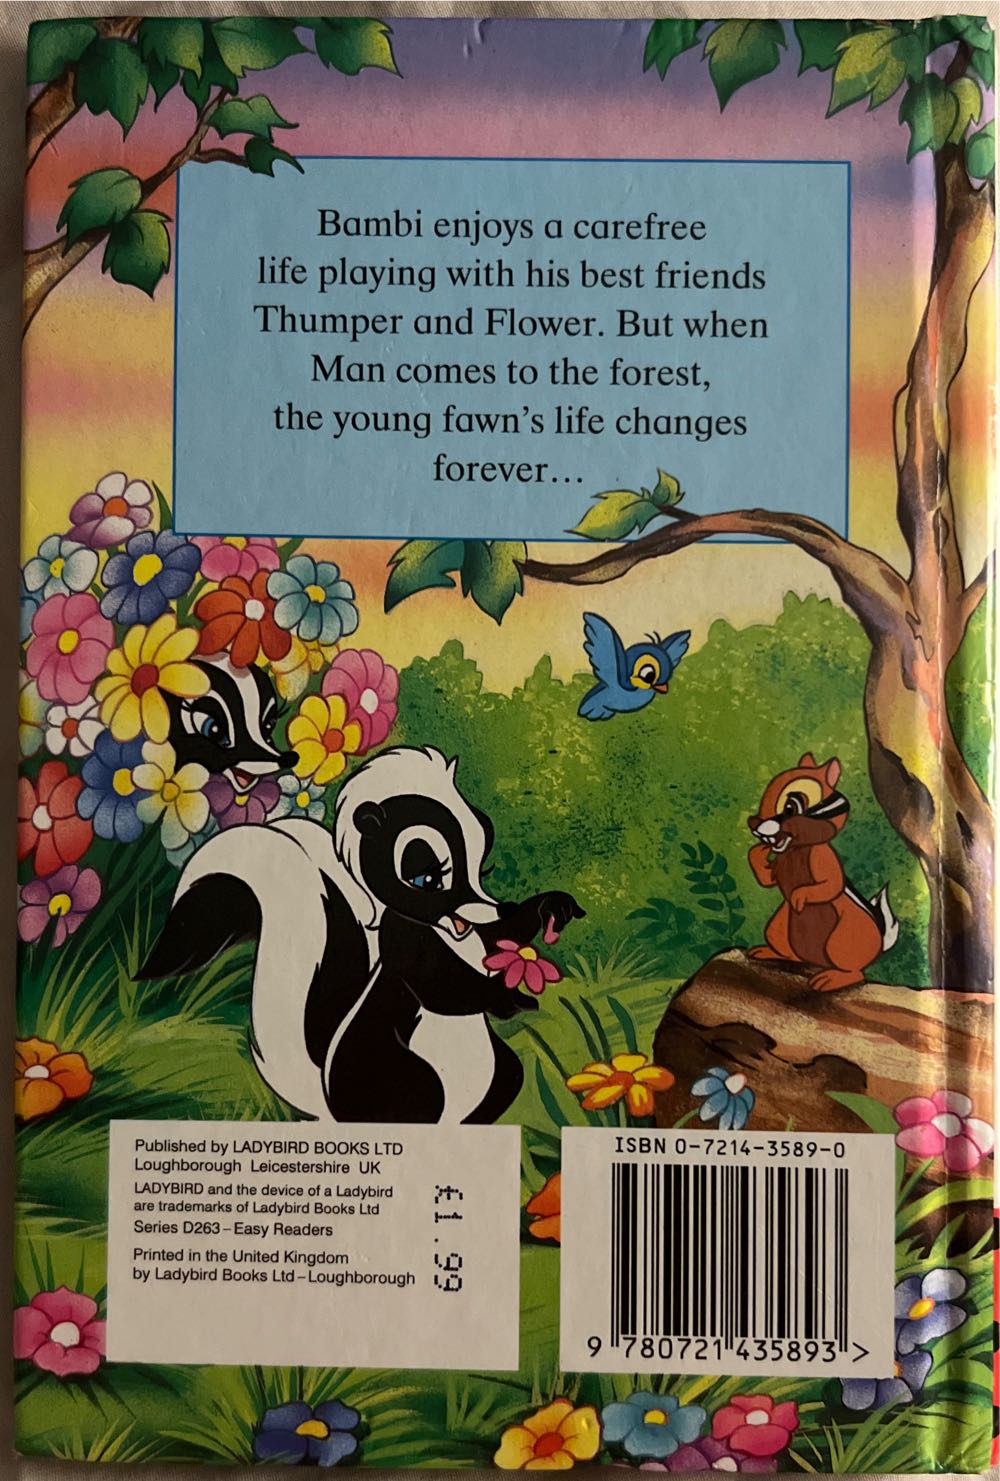 Bambi enjoys a carefree
life playing with his best friends
Thumper and Flower. But when
Man comes to the forest,
the young fawn's life changes
forever...
Published by LADYBIRD BOOKS LTD
Loughborough Leicestershire UK
LADYBIRD and the device of a Ladybird
are trademarks of Ladybird Books Ltd
Series D263 – Easy Readers
Printed in the United Kingdom
by Ladybird Books Ltd – Loughborough
ISBN 0-7214-3589-0
9 780721 435893 >